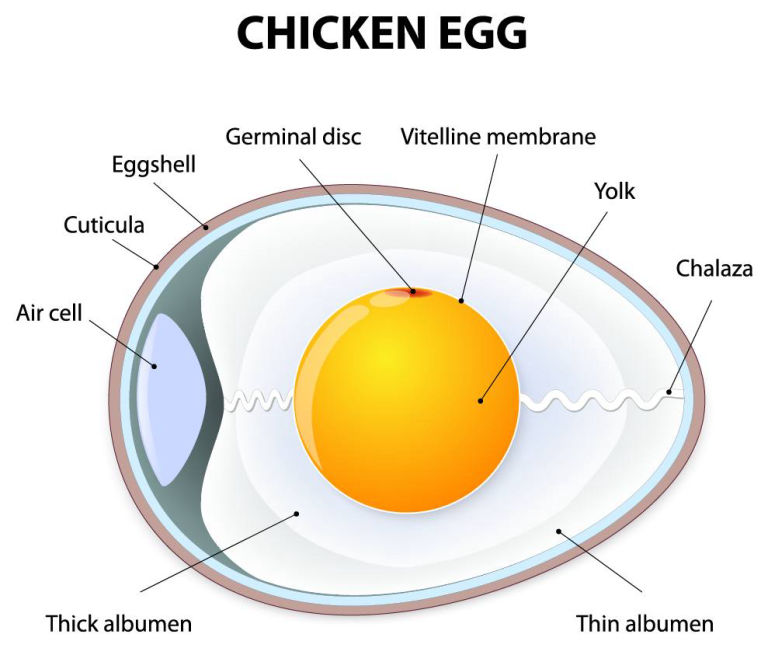 CHICKEN EGG
Germinal disc
Vitelline membrane
Eggshell
Yolk
Cuticula
Chalaza
Air cell
Thick albumen
Thin albumen